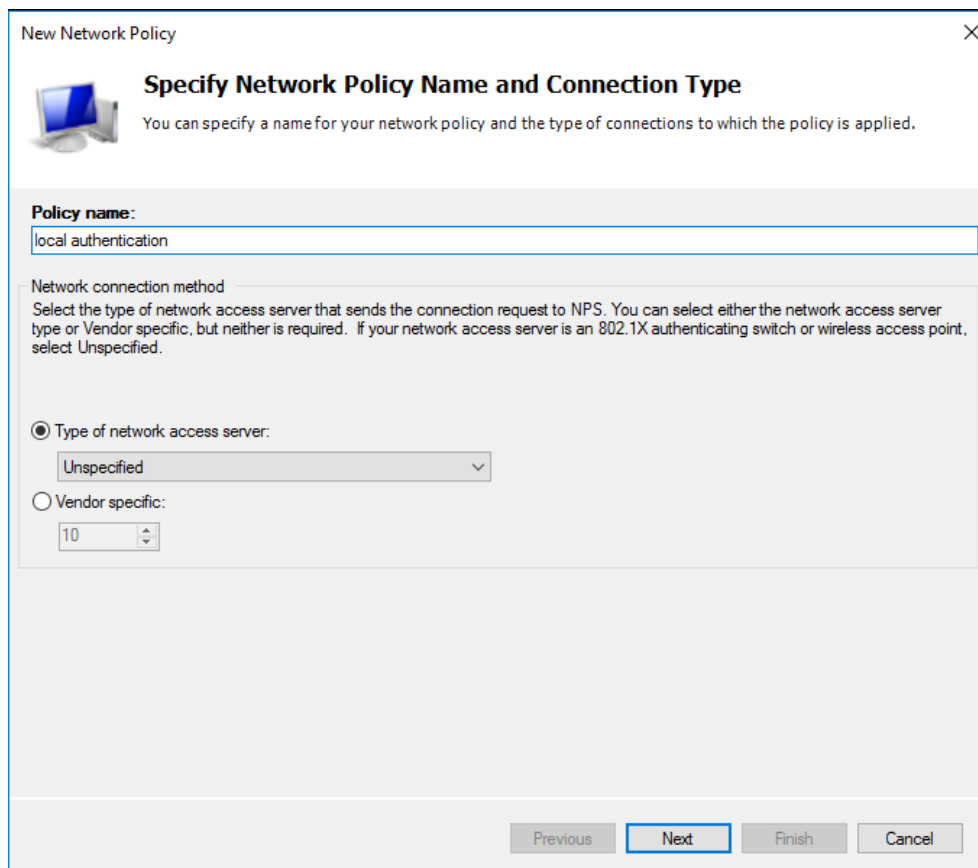 New Network Policy
Specify Network Policy Name and Connection Type
You can specify a name for your network policy and the type of connections to which the policy is applied.
Policy name:
local authentication
Network connection method
Select the type of network access server that sends the connection request to NPS. You can select either the network access server
type or Vendor specific, but neither is required. If your network access server is an 802.1X authenticating switch or wireless access point,
select Unspecified.
Type of network access server:
Unspecified
Vendor specific:
10
Previous Next Finish Cancel